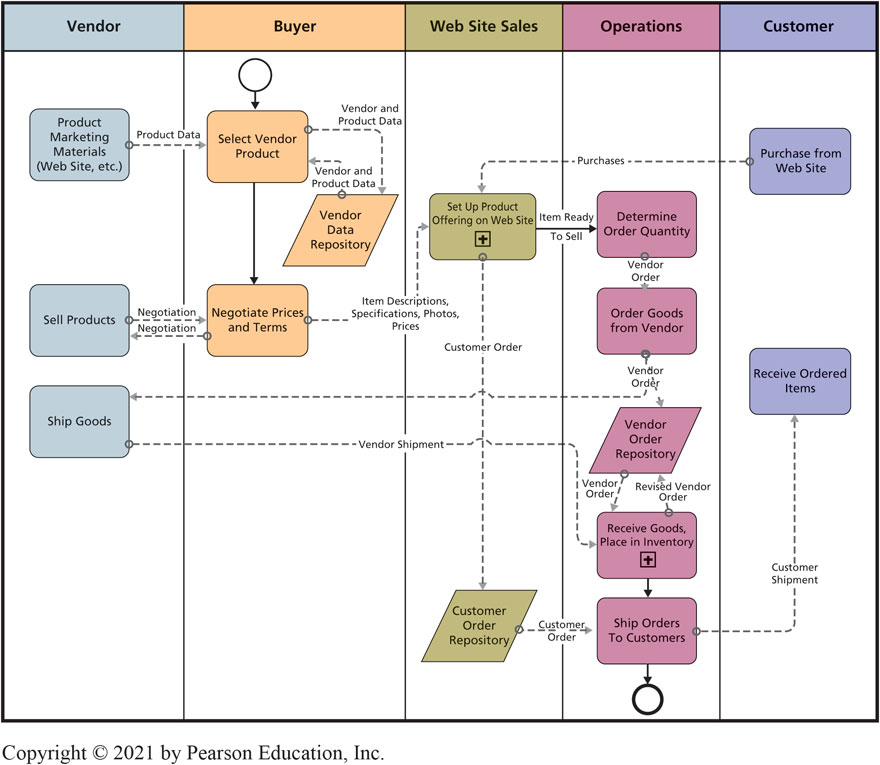 Vendor
Buyer
Web Site Sales
Operations
Customer
Product
Marketing
Materials
(Web Site, etc.)
Product Data
Select Vendor
Product
Vendor and
Product Data
Vendor and
Product Data
Vendor
Data
Repository
Purchases
Purchase from
Web Site
Set Up Product
Offering on Web Site
Item Ready
To Sell
Determine
Order Quantity
Vendor
Order
Sell Products
Negotiation
Negotiation
Negotiate Prices
and Terms
Item Descriptions,
Specifications, Photos,
Prices
Order Goods
from Vendor
Customer Order
Vendor
Order
Receive Ordered
Items
Ship Goods
Vendor Shipment
Vendor
Order
Repository
Vendor
Order
Revised Vendor
Order
Receive Goods,
Place in Inventory
Customer
Shipment
Customer
Order
Repository
Customer
Order
Ship Orders
To Customers
Copyright © 2021 by Pearson Education, Inc.